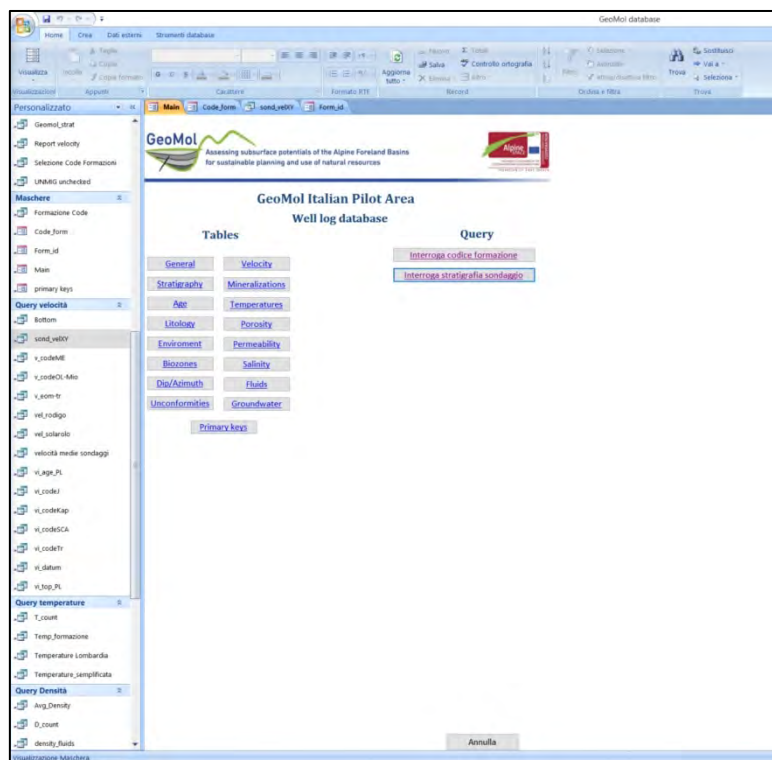 GeoMol database
Home Crea Dati esterni Strumenti database
Visualizza
Taglia
Copia
Copia formato
Appunti
Carattere
Formato RTF
Aggiorna tutto
Nuovo
Salva
Elimina
Totali
Controllo ortografia
Altro
Record
Filtro
Selezione
Ordina e filtra
Trova
Sostituisci
Vai a
Seleziona
Trova
Personalizzato
Main Code_form sond_velXY Form_id
Geomol_strat
Report velocity
Selezione Code Formazioni
UNMIG unchecked
Maschere
Formazione Code
Code_form
Form_id
Main
primary keys
Query velocità
Bottom
sond_velXY
v_codeME
v_codeOL-Mio
v_eom-tr
vel_rodigo
vel_solarolo
velocità medie sondaggi
vi_age_PL
vi_codeJ
vi_codeKap
vi_codeSCA
vi_codeTr
vi_datum
vi_top_PL
Query temperature
T_count
Temp_formazione
Temperature Lombardia
Temperature_semplificata
Query Densità
Avg_Density
D_count
density_fluids
Visualizzazione Maschera
GeoMol
Assessing subsurface potentials of the Alpine Foreland Basins
for sustainable planning and use of natural resources
Alpine
GeoMol Italian Pilot Area
Well log database
Tables
General Velocity
Stratigraphy Mineralizations
Age Temperatures
Litology Porosity
Enviroment Permeability
Biozones Salinity
Dip/Azimuth Fluids
Unconformities Groundwater
Primary keys
Query
Interroga codice formazione
Interroga stratigrafia sondaggio
Annulla